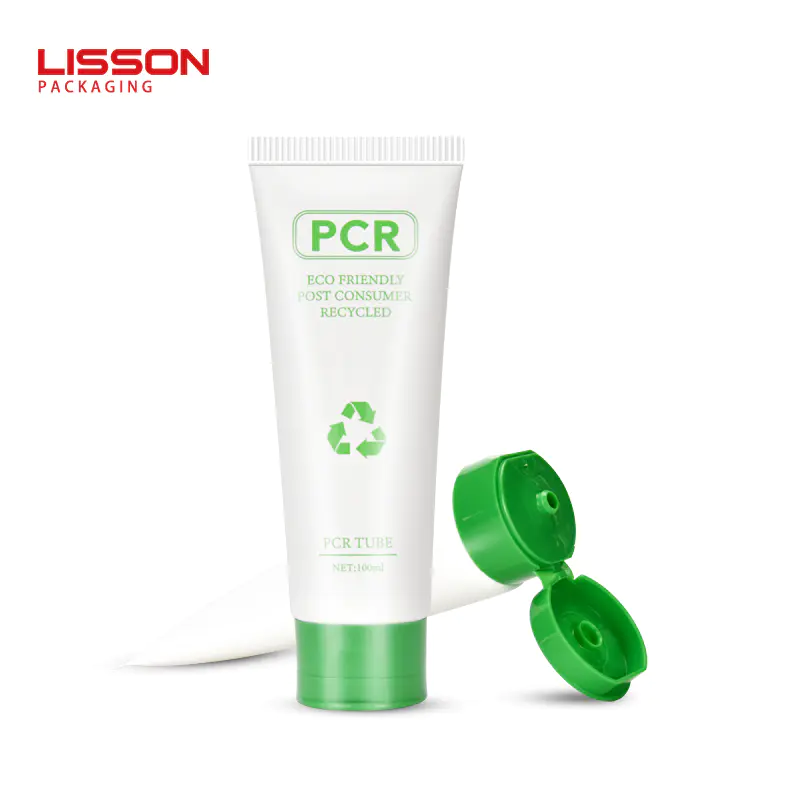 LISSON
PACKAGING
PCR
ECO FRIENDLY
POST CONSUMER
RECYCLED
PCR TUBE
NET:100ml